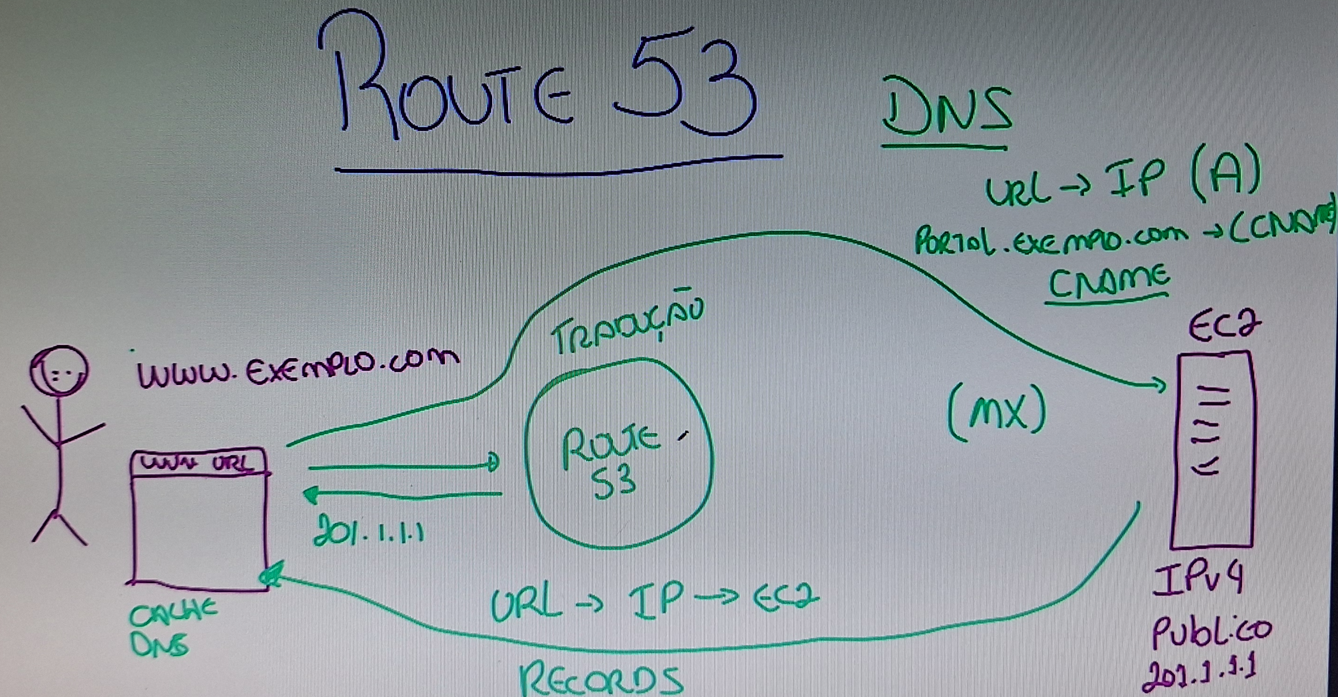 ROUTE 53
DNS
URL → IP (A)
PORTAL.EXEMPLO.COM → (CNAME)
CNAME
TRADUÇÃO
EC2
WWW.EXEMPLO.COM
(MX)
ROUTE
53
WWW URL
201.1.1.1
URL → IP → EC2
CACHE
DNS
IPv4
PUBLICO
201.1.1.1
RECORDS